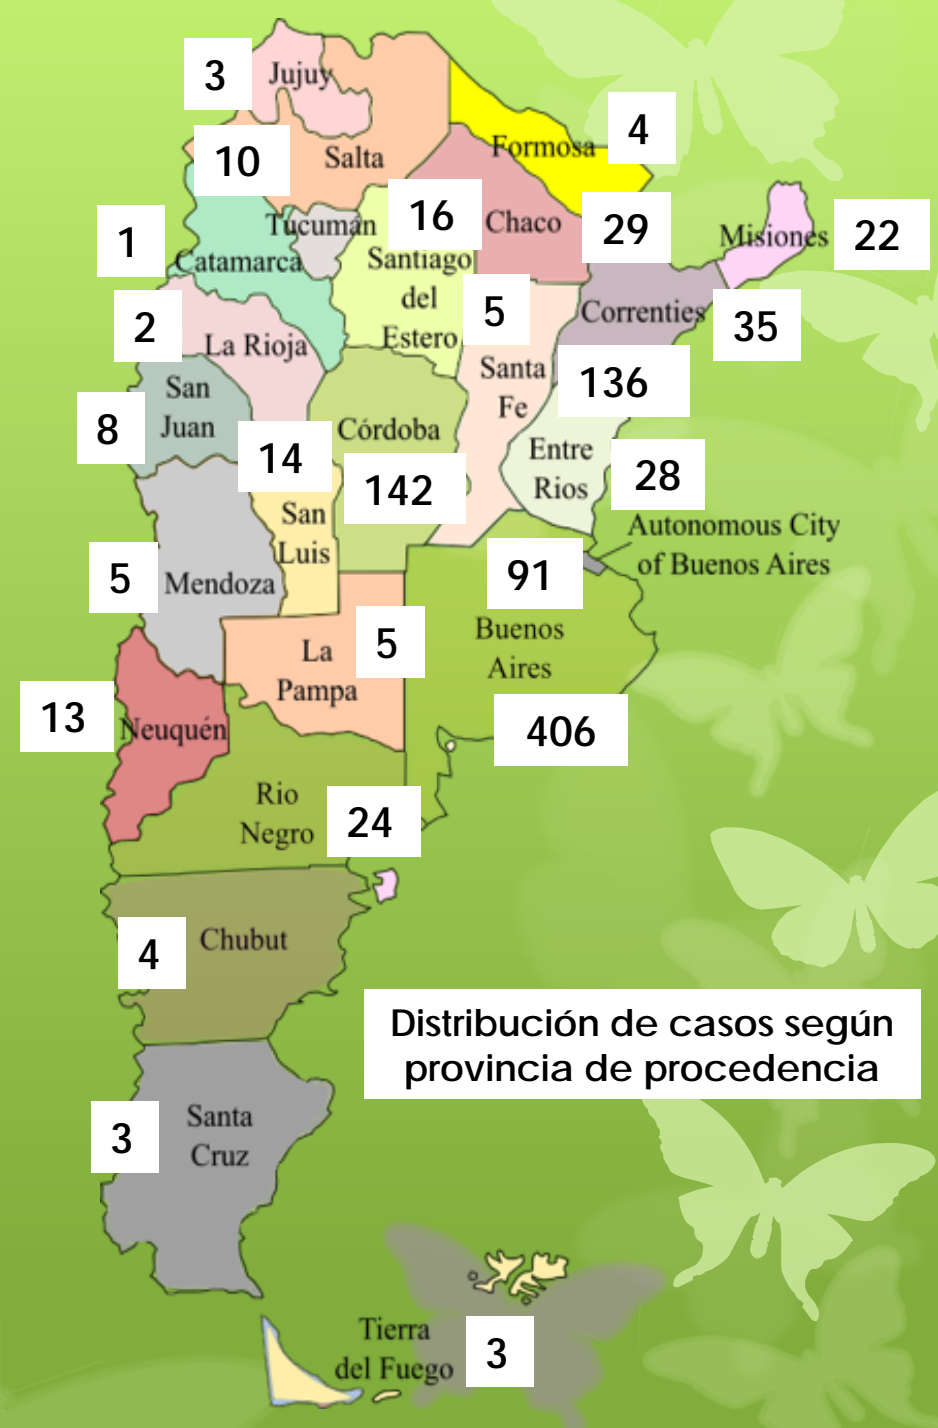 3
Jujuy
4
Formosa
10
Salta
16
Chaco
29
Misiones
22
Tucumán
1
Catamarca
Santiago
del
Estero
5
Correnties
35
2
La Rioja
Santa
Fe
136
San
Juan
8
Córdoba
14
142
Entre
Rios
28
San
Luis
Autonomous City
of Buenos Aires
91
5
Mendoza
Buenos
Aires
La
Pampa
5
13
Neuquén
406
Rio
Negro
24
Chubut
4
Distribución de casos según
provincia de procedencia
Santa
Cruz
3
Tierra
del Fuego
3